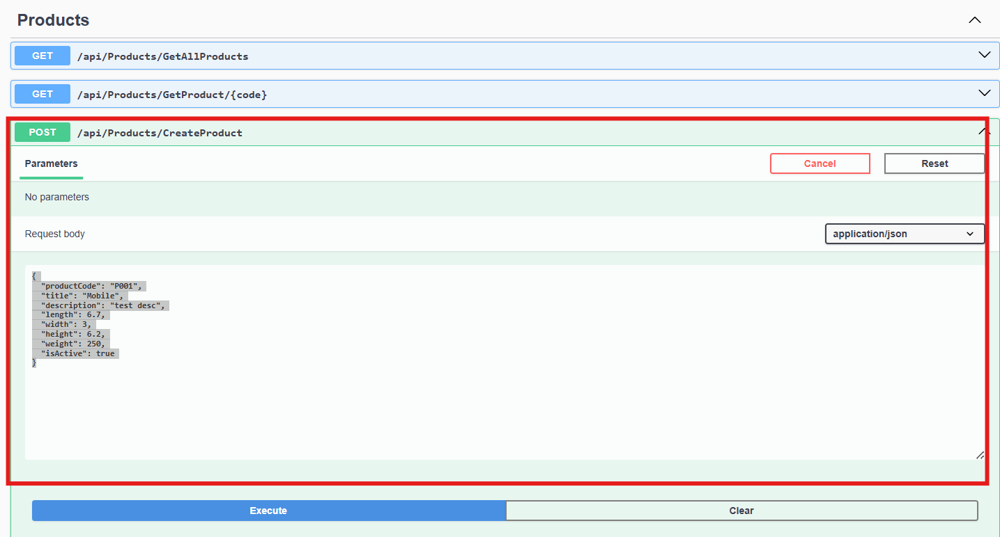 Products
GET /api/Products/GetAllProducts
GET /api/Products/GetProduct/{code}
POST /api/Products/CreateProduct
Parameters Cancel Reset
No parameters
Request body application/json
{
  "productCode": "P001",
  "title": "Mobile",
  "description": "test desc",
  "length": 6.7,
  "width": 3,
  "height": 6.2,
  "weight": 250,
  "isActive": true
}
Execute Clear